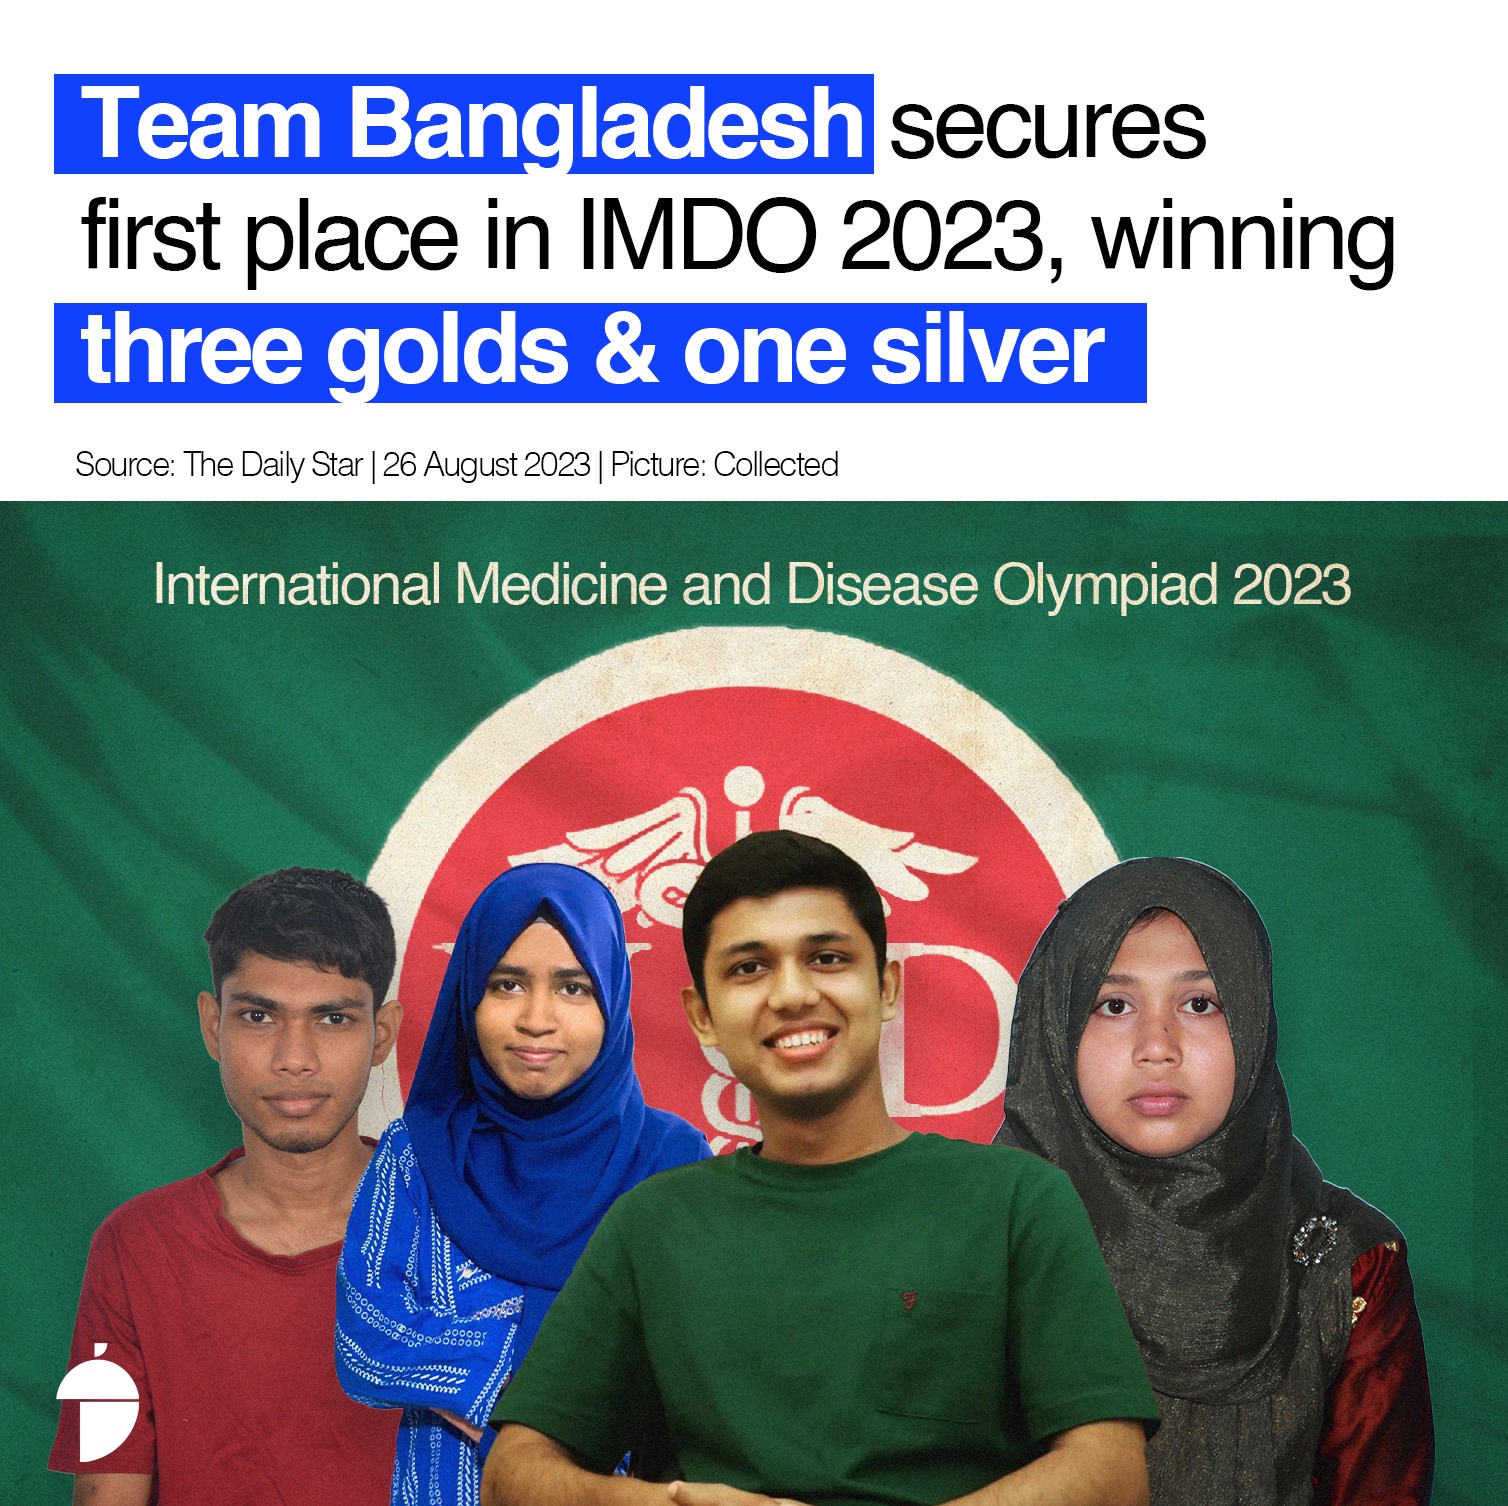 Team Bangladesh secures
first place in IMDO 2023, winning
three golds & one silver
Source: The Daily Star | 26 August 2023 | Picture: Collected
International Medicine and Disease Olympiad 2023
D
F